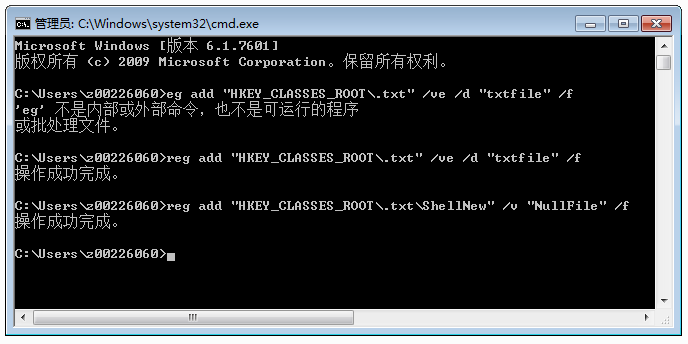 管理员: C:\Windows\system32\cmd.exe
Microsoft Windows [版本 6.1.7601]
版权所有 (c) 2009 Microsoft Corporation。保留所有权利。
C:\Users\z00226060>eg add "HKEY_CLASSES_ROOT\.txt" /ve /d "txtfile" /f
'eg' 不是内部或外部命令，也不是可运行的程序
或批处理文件。
C:\Users\z00226060>reg add "HKEY_CLASSES_ROOT\.txt" /ve /d "txtfile" /f
操作成功完成。
C:\Users\z00226060>reg add "HKEY_CLASSES_ROOT\.txt\ShellNew" /v "NullFile" /f
操作成功完成。
C:\Users\z00226060>